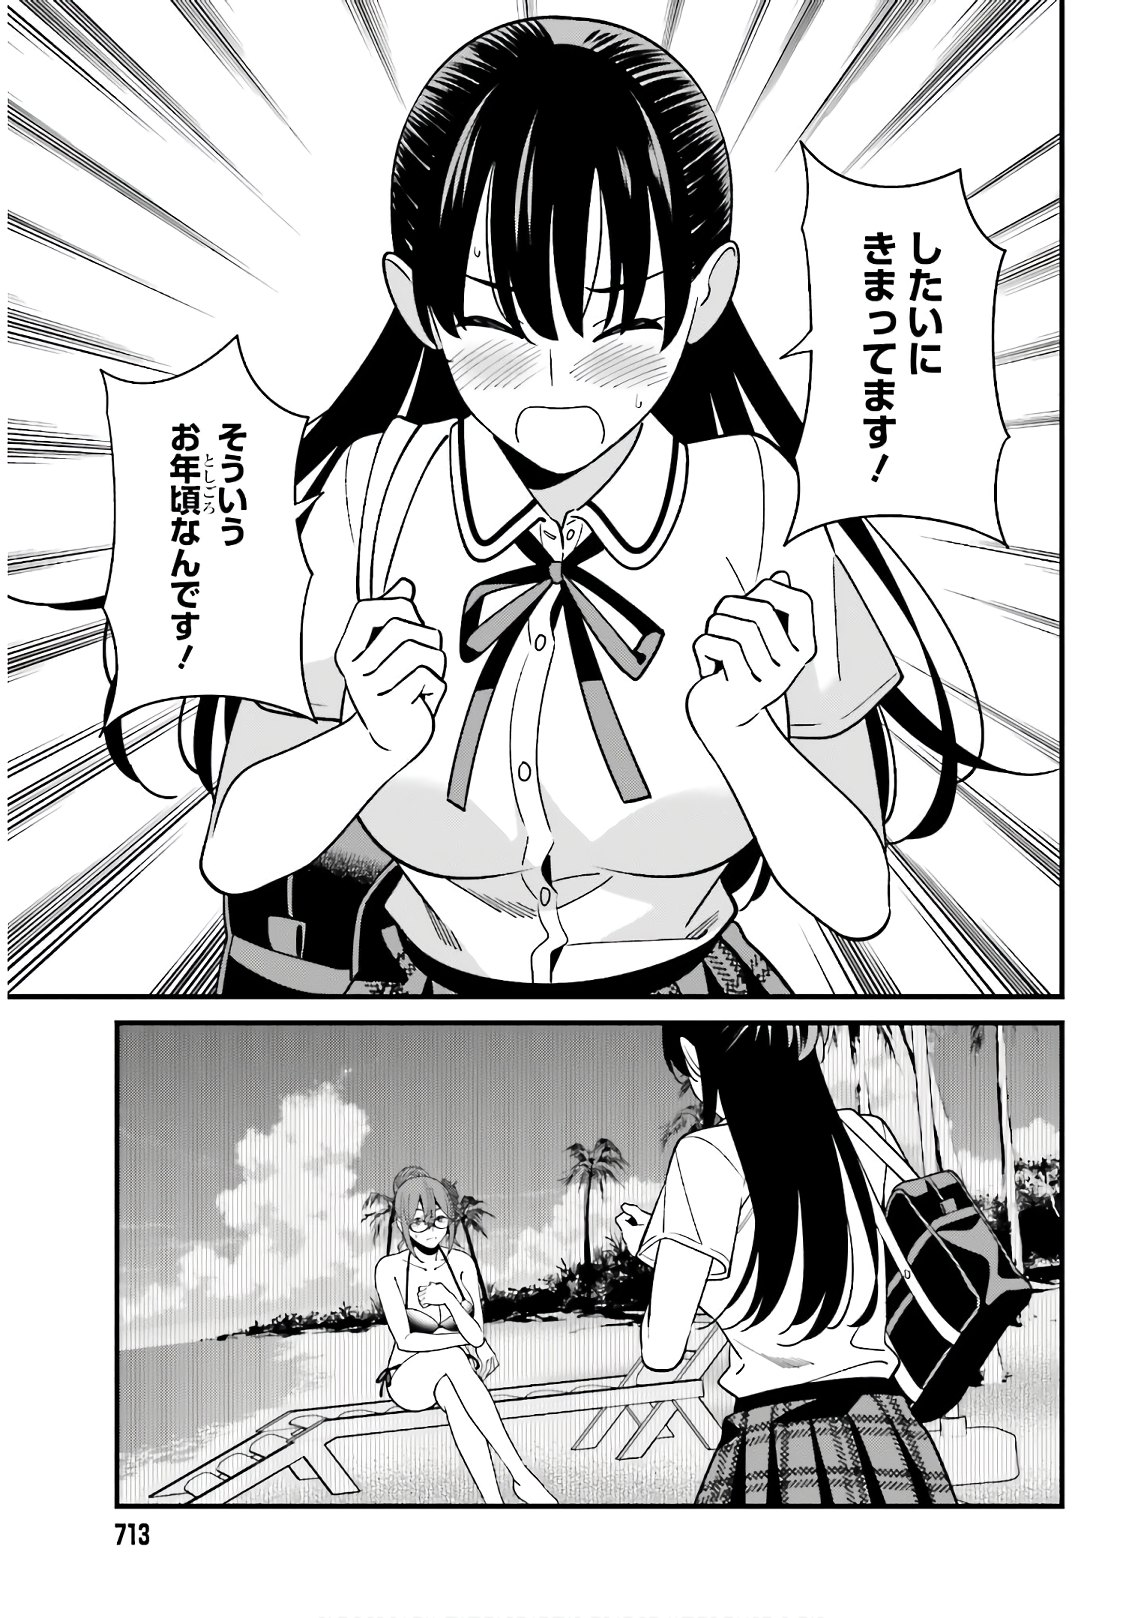 したいに
きまってます！
そういう
お年頃なんです！
としごろ
713